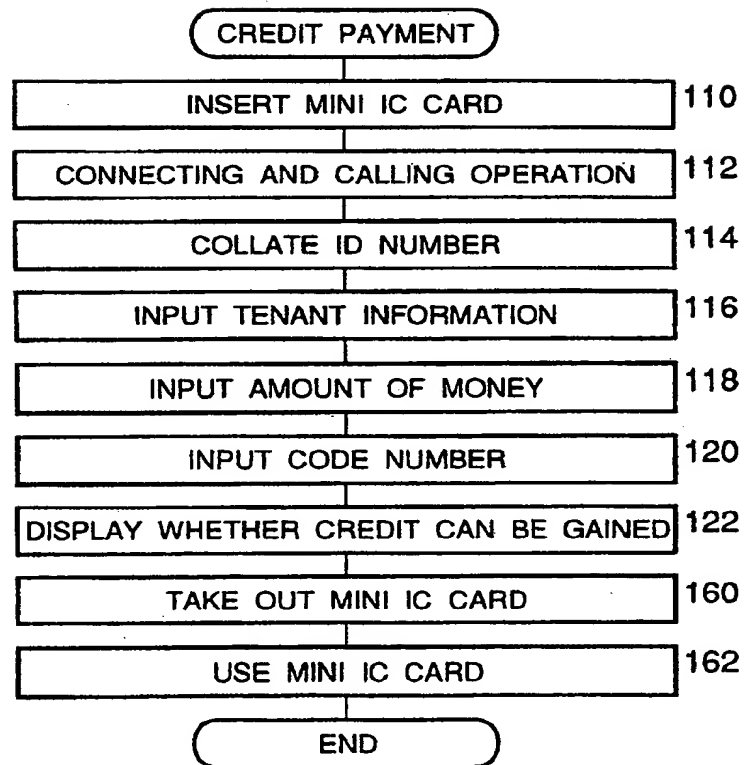 CREDIT PAYMENT
INSERT MINI IC CARD 110
CONNECTING AND CALLING OPERATION 112
COLLATE ID NUMBER 114
INPUT TENANT INFORMATION 116
INPUT AMOUNT OF MONEY 118
INPUT CODE NUMBER 120
DISPLAY WHETHER CREDIT CAN BE GAINED 122
TAKE OUT MINI IC CARD 160
USE MINI IC CARD 162
END